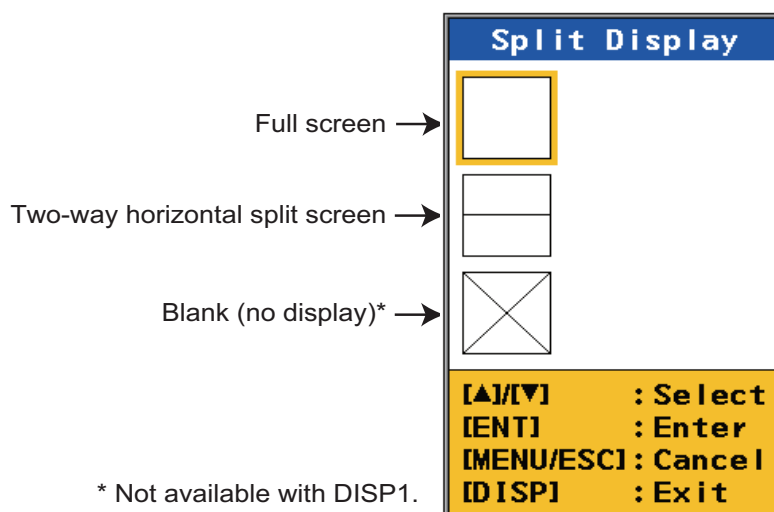 Split Display
Full screen
Two-way horizontal split screen
Blank (no display)*
[▲]/[▼] : Select
[ENT] : Enter
[MENU/ESC] : Cancel
[DISP] : Exit
* Not available with DISP1.